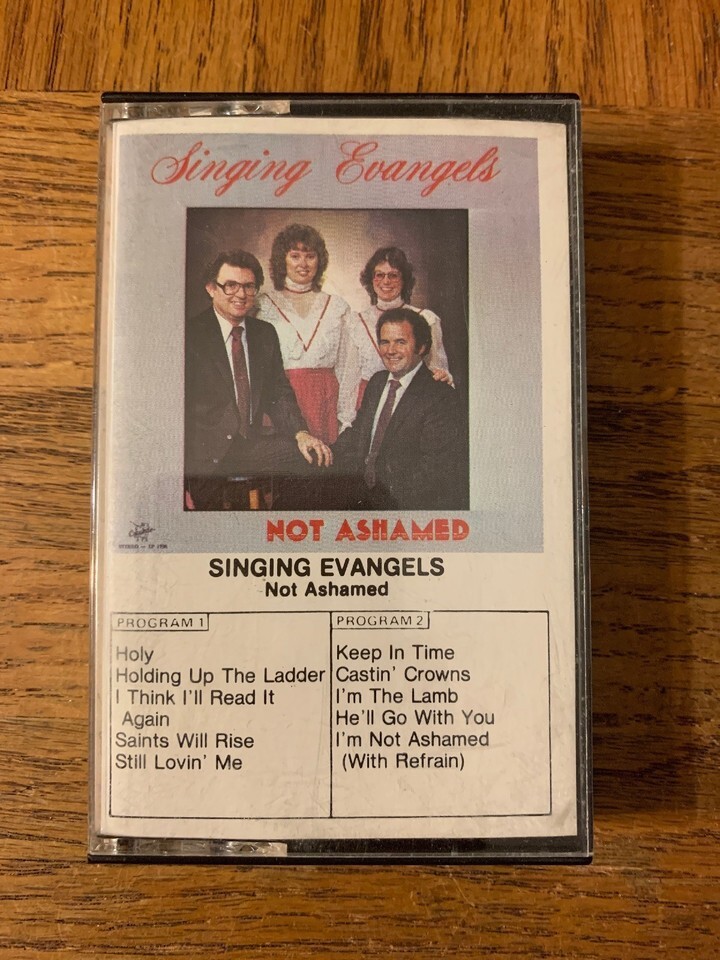 Singing Evangels
NOT ASHAMED
SINGING EVANGELS
Not Ashamed
PROGRAM 1
Holy
Holding Up The Ladder
I Think I'll Read It
Again
Saints Will Rise
Still Lovin' Me
PROGRAM 2
Keep In Time
Castin' Crowns
I'm The Lamb
He'll Go With You
I'm Not Ashamed
(With Refrain)